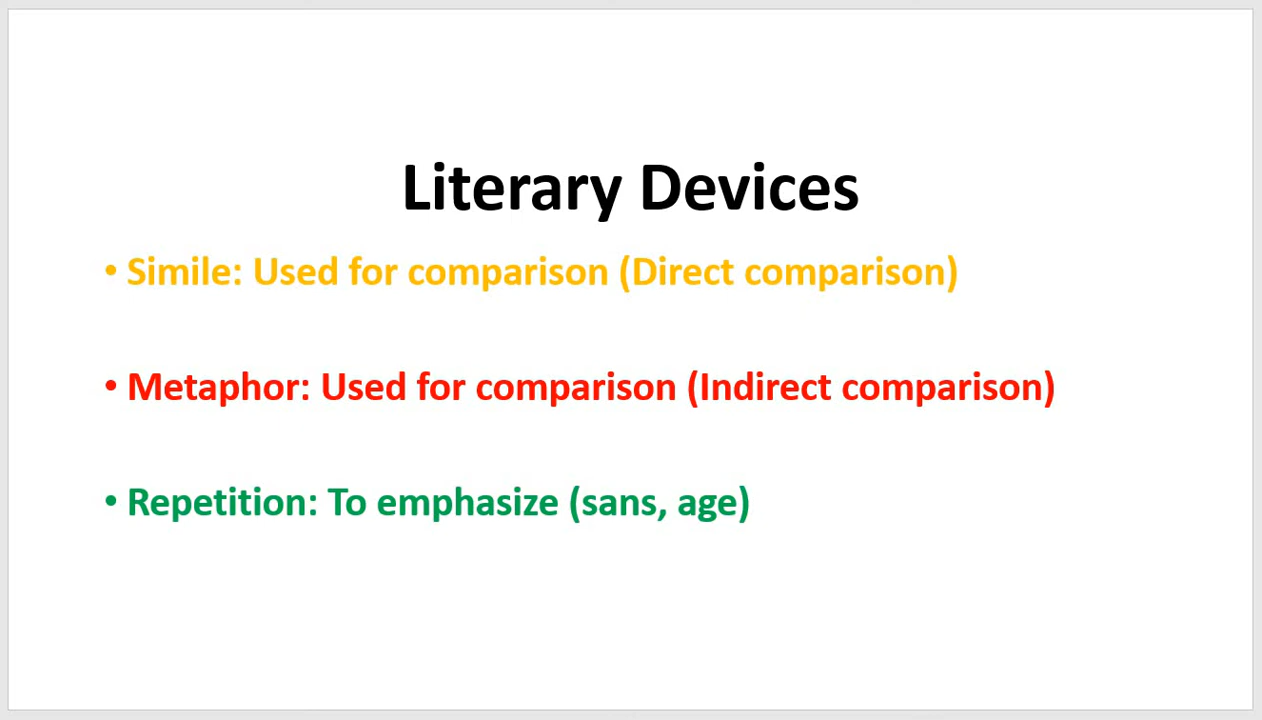 Literary Devices
• Simile: Used for comparison (Direct comparison)
• Metaphor: Used for comparison (Indirect comparison)
• Repetition: To emphasize (sans, age)